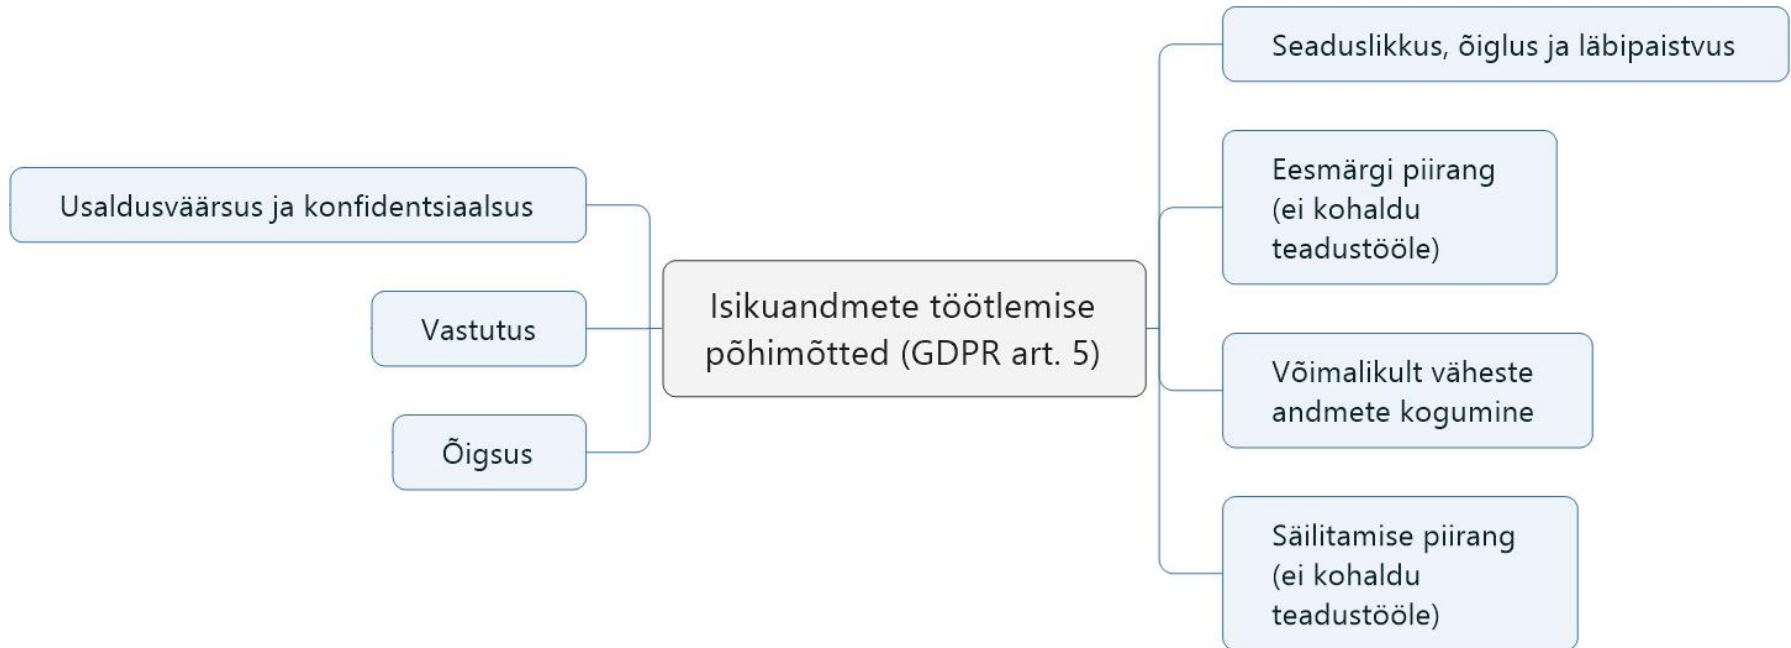 Isikuandmete töötlemise
põhimõtted (GDPR art. 5)
Seaduslikkus, õiglus ja läbipaistvus
Eesmärgi piirang
(ei kohaldu
teadustööle)
Võimalikult väheste
andmete kogumine
Säilitamise piirang
(ei kohaldu
teadustööle)
Usaldusväärsus ja konfidentsiaalsus
Vastutus
Õigsus